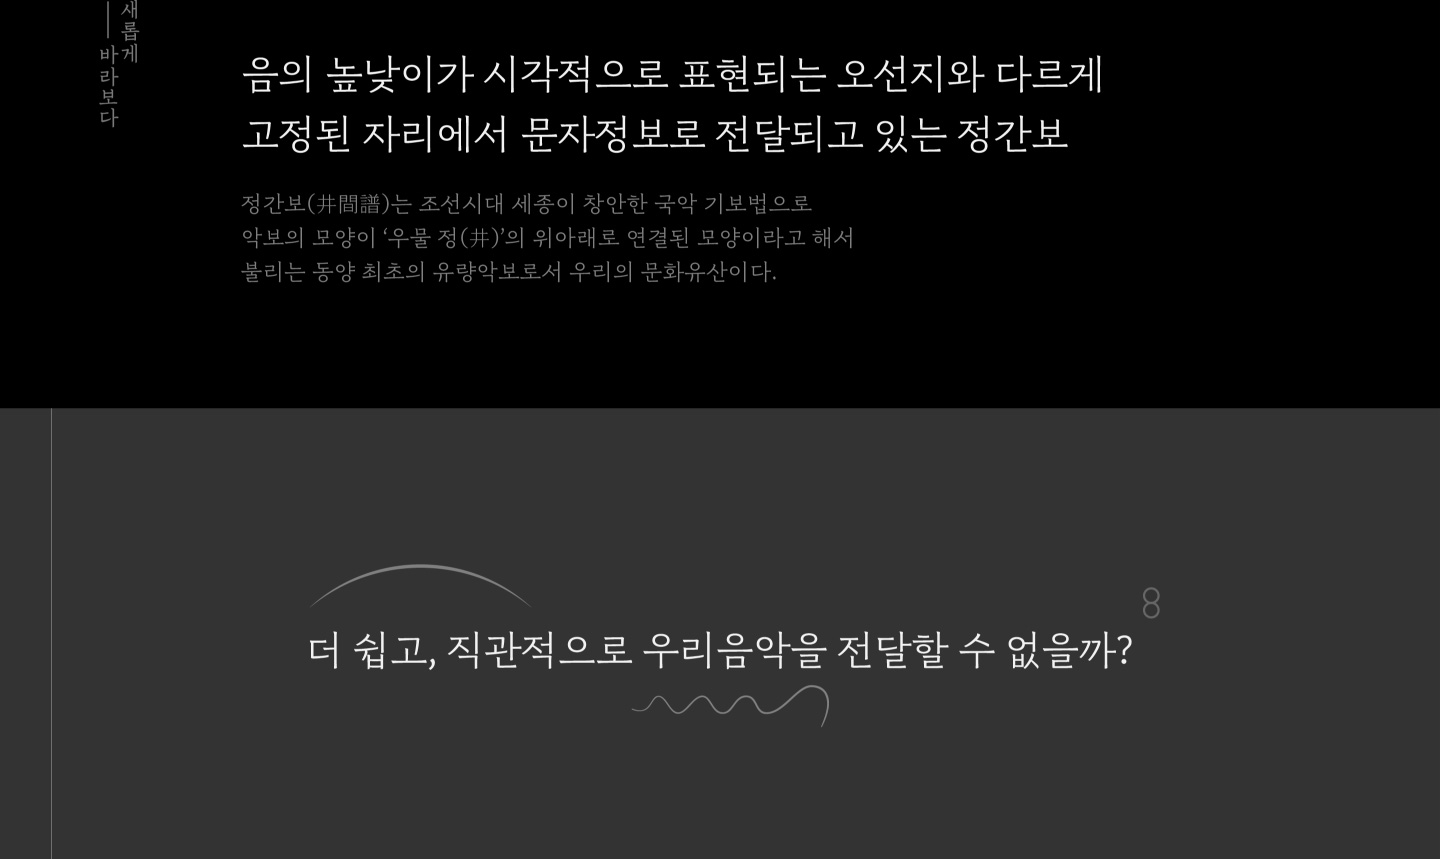 새롭게
바라보다
음의 높낮이가 시각적으로 표현되는 오선지와 다르게
고정된 자리에서 문자정보로 전달되고 있는 정간보
정간보(井間譜)는 조선시대 세종이 창안한 국악 기보법으로
악보의 모양이 ‘우물 정(井)’의 위아래로 연결된 모양이라고 해서
불리는 동양 최초의 유량악보로서 우리의 문화유산이다.
더 쉽고, 직관적으로 우리음악을 전달할 수 없을까?